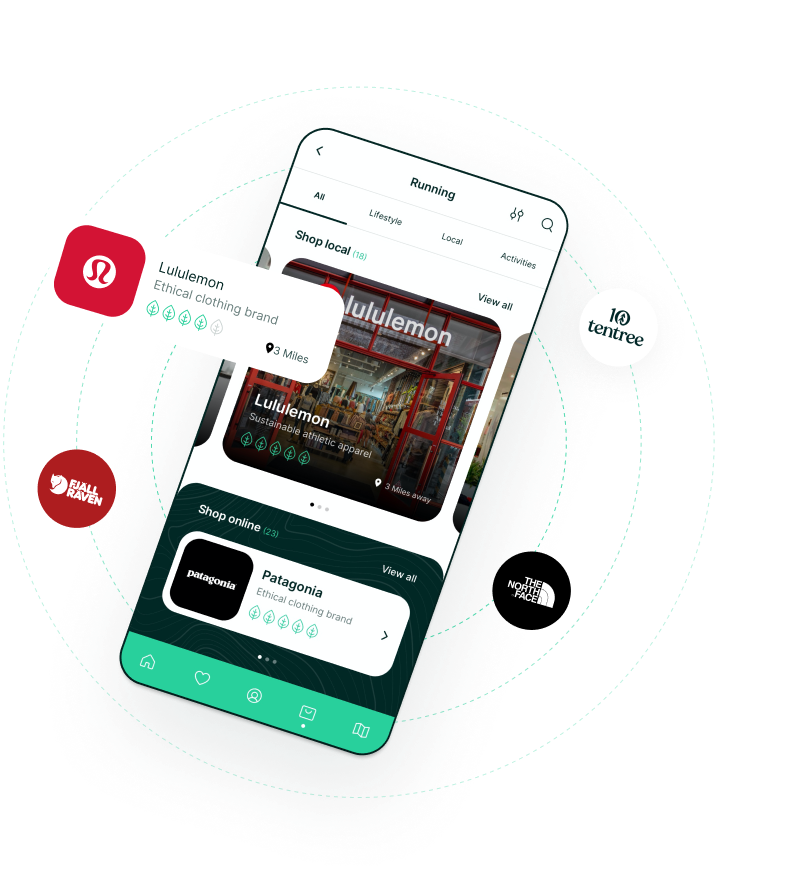 Running
All
Lifestyle
Local
Activities
Shop local (18)
View all
Lululemon
Ethical clothing brand
3 Miles
lululemon
Lululemon
Sustainable athletic apparel
3 Miles away
10
tentree
FJÄLL
RÄVEN
Shop online (23)
View all
patagonia
Patagonia
Ethical clothing brand
THE
NORTH
FACE